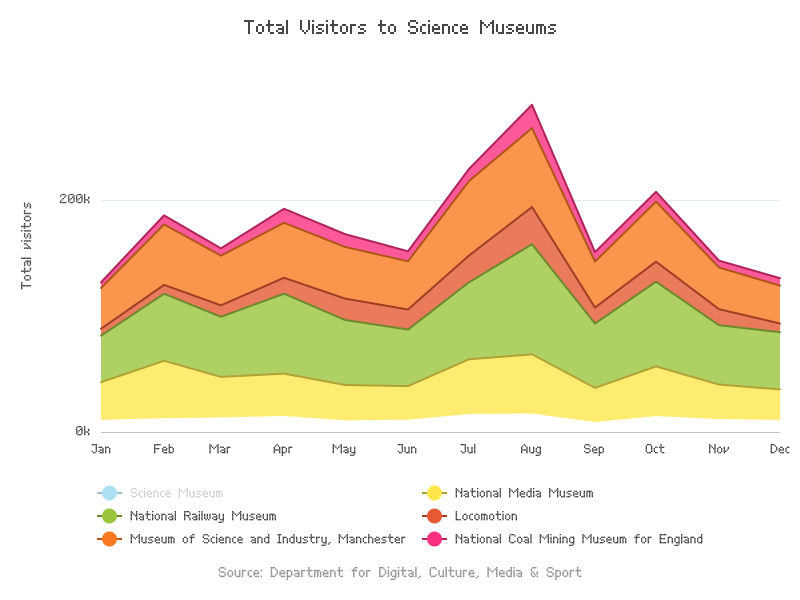 Total Visitors to Science Museums
Total visitors
200k
0k
Jan Feb Mar Apr May Jun Jul Aug Sep Oct Nov Dec
Science Museum National Media Museum
National Railway Museum Locomotion
Museum of Science and Industry, Manchester National Coal Mining Museum for England
Source: Department for Digital, Culture, Media & Sport